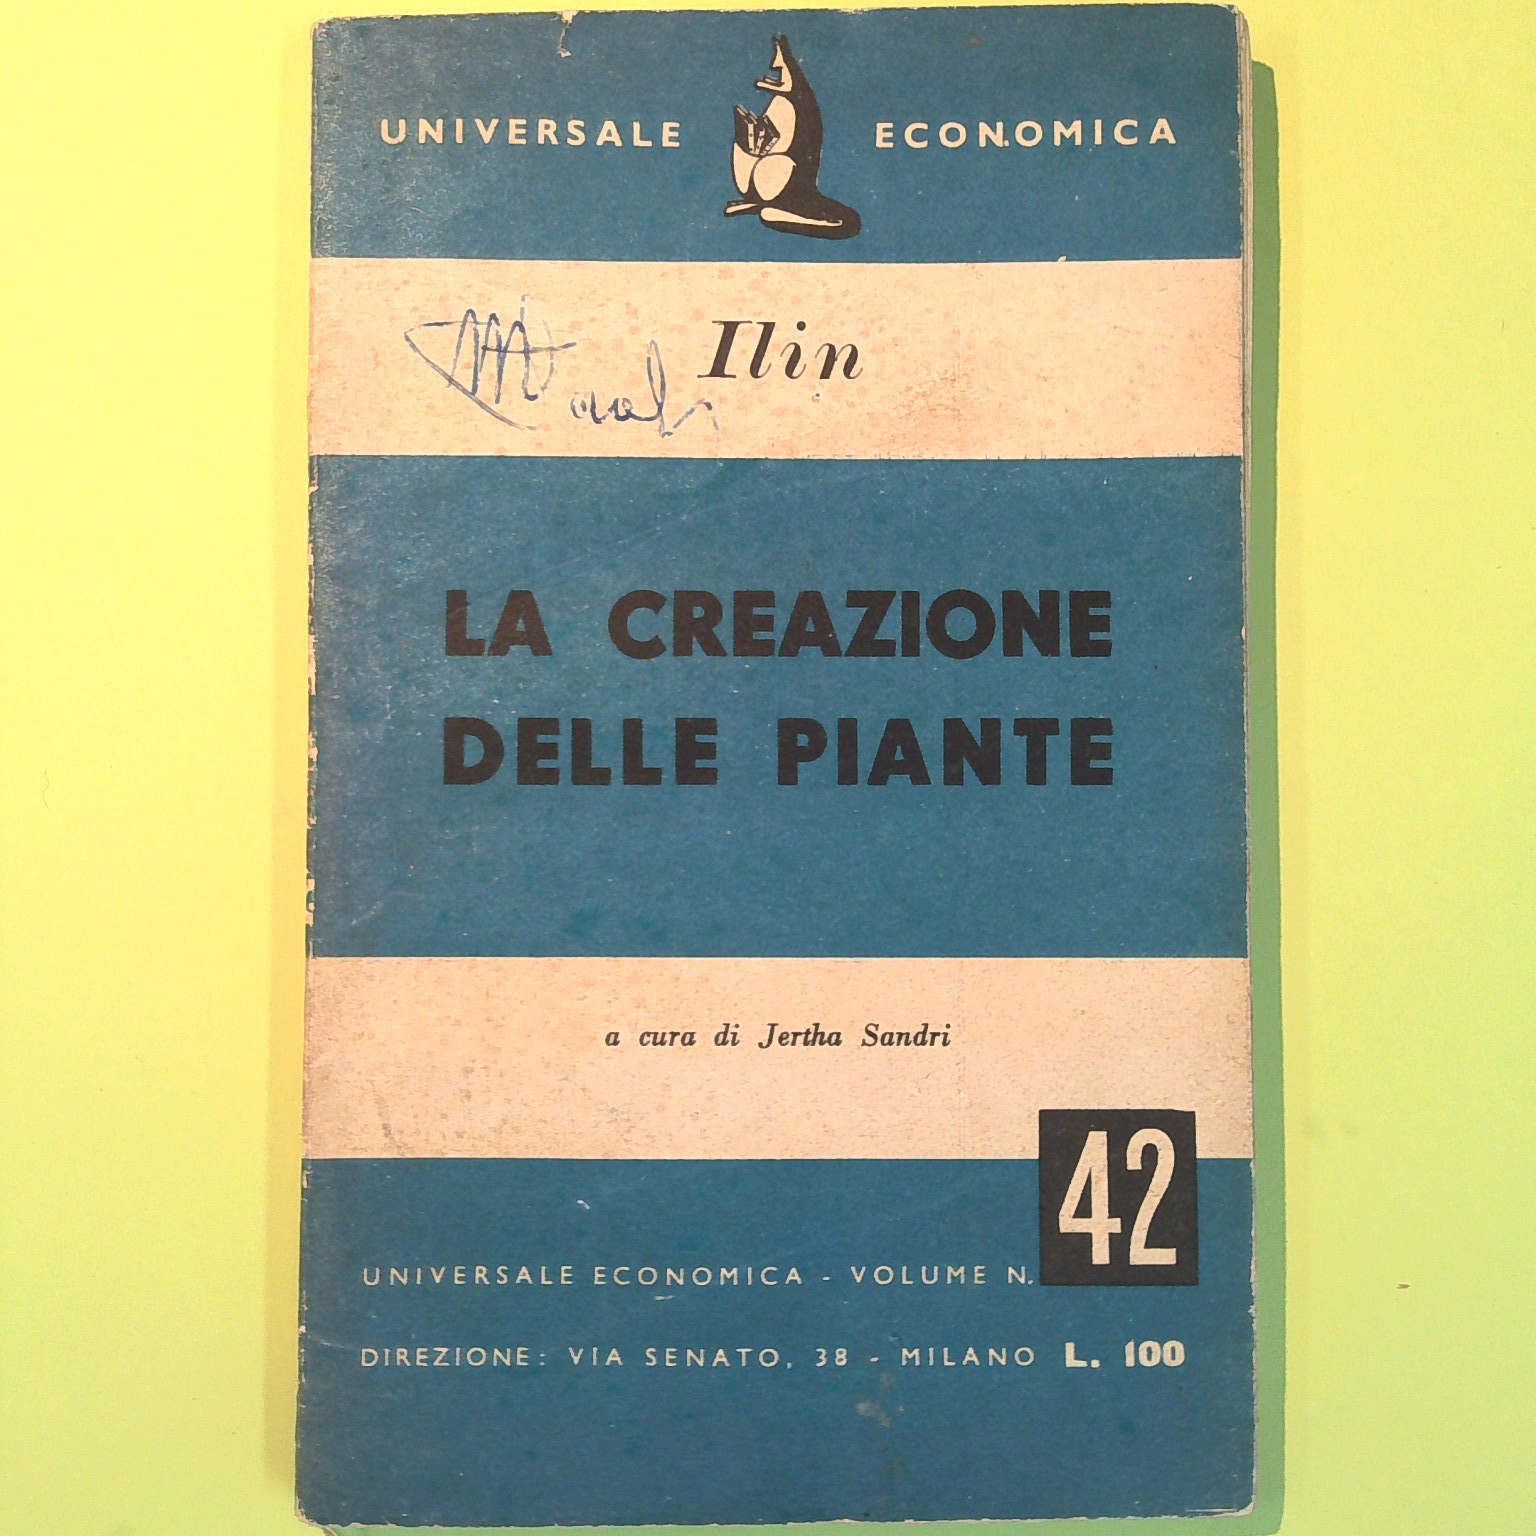 UNIVERSALE ECONOMICA
Ilin
LA CREAZIONE
DELLE PIANTE
a cura di Jertha Sandri
42
UNIVERSALE ECONOMICA - VOLUME N.
DIREZIONE: VIA SENATO, 38 - MILANO L. 100